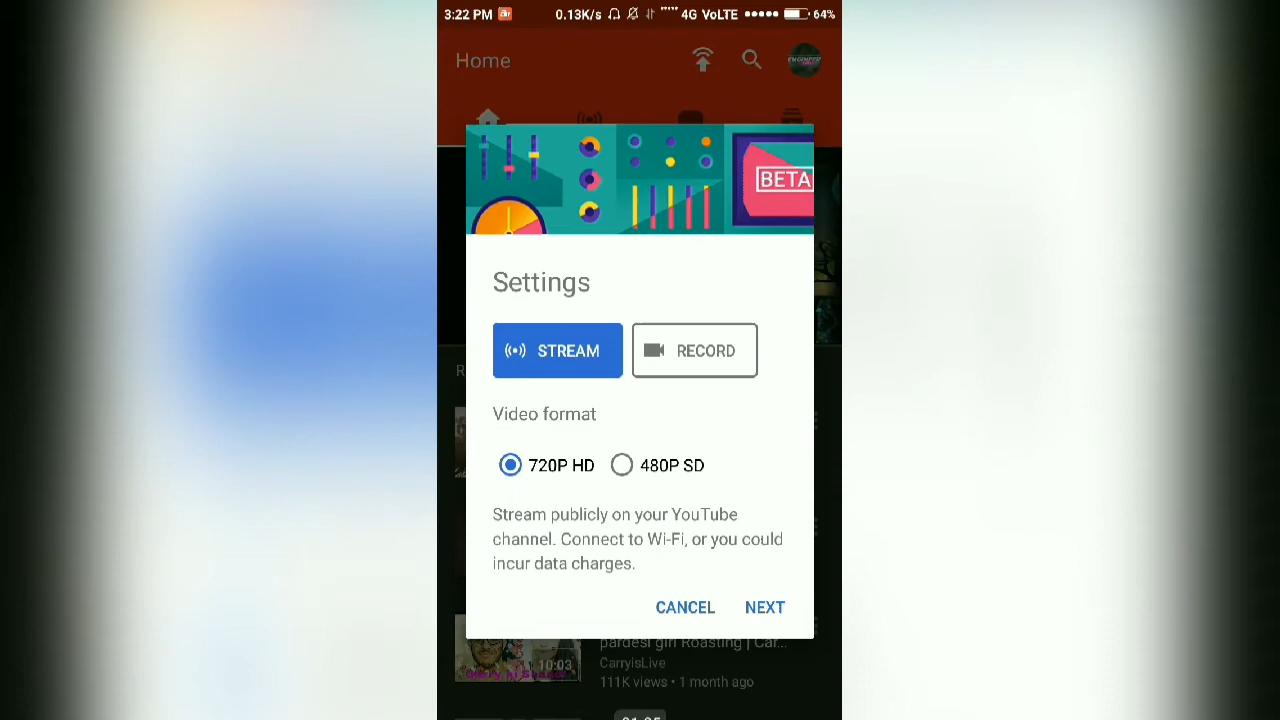 3:22 PM 0.13K/s 4G VoLTE 64%
Home
BETA
Settings
STREAM RECORD
Video format
720P HD 480P SD
Stream publicly on your YouTube
channel. Connect to Wi-Fi, or you could
incur data charges.
CANCEL NEXT
pardesi girl Roasting | Car...
10:03
CarryisLive
111K views • 1 month ago